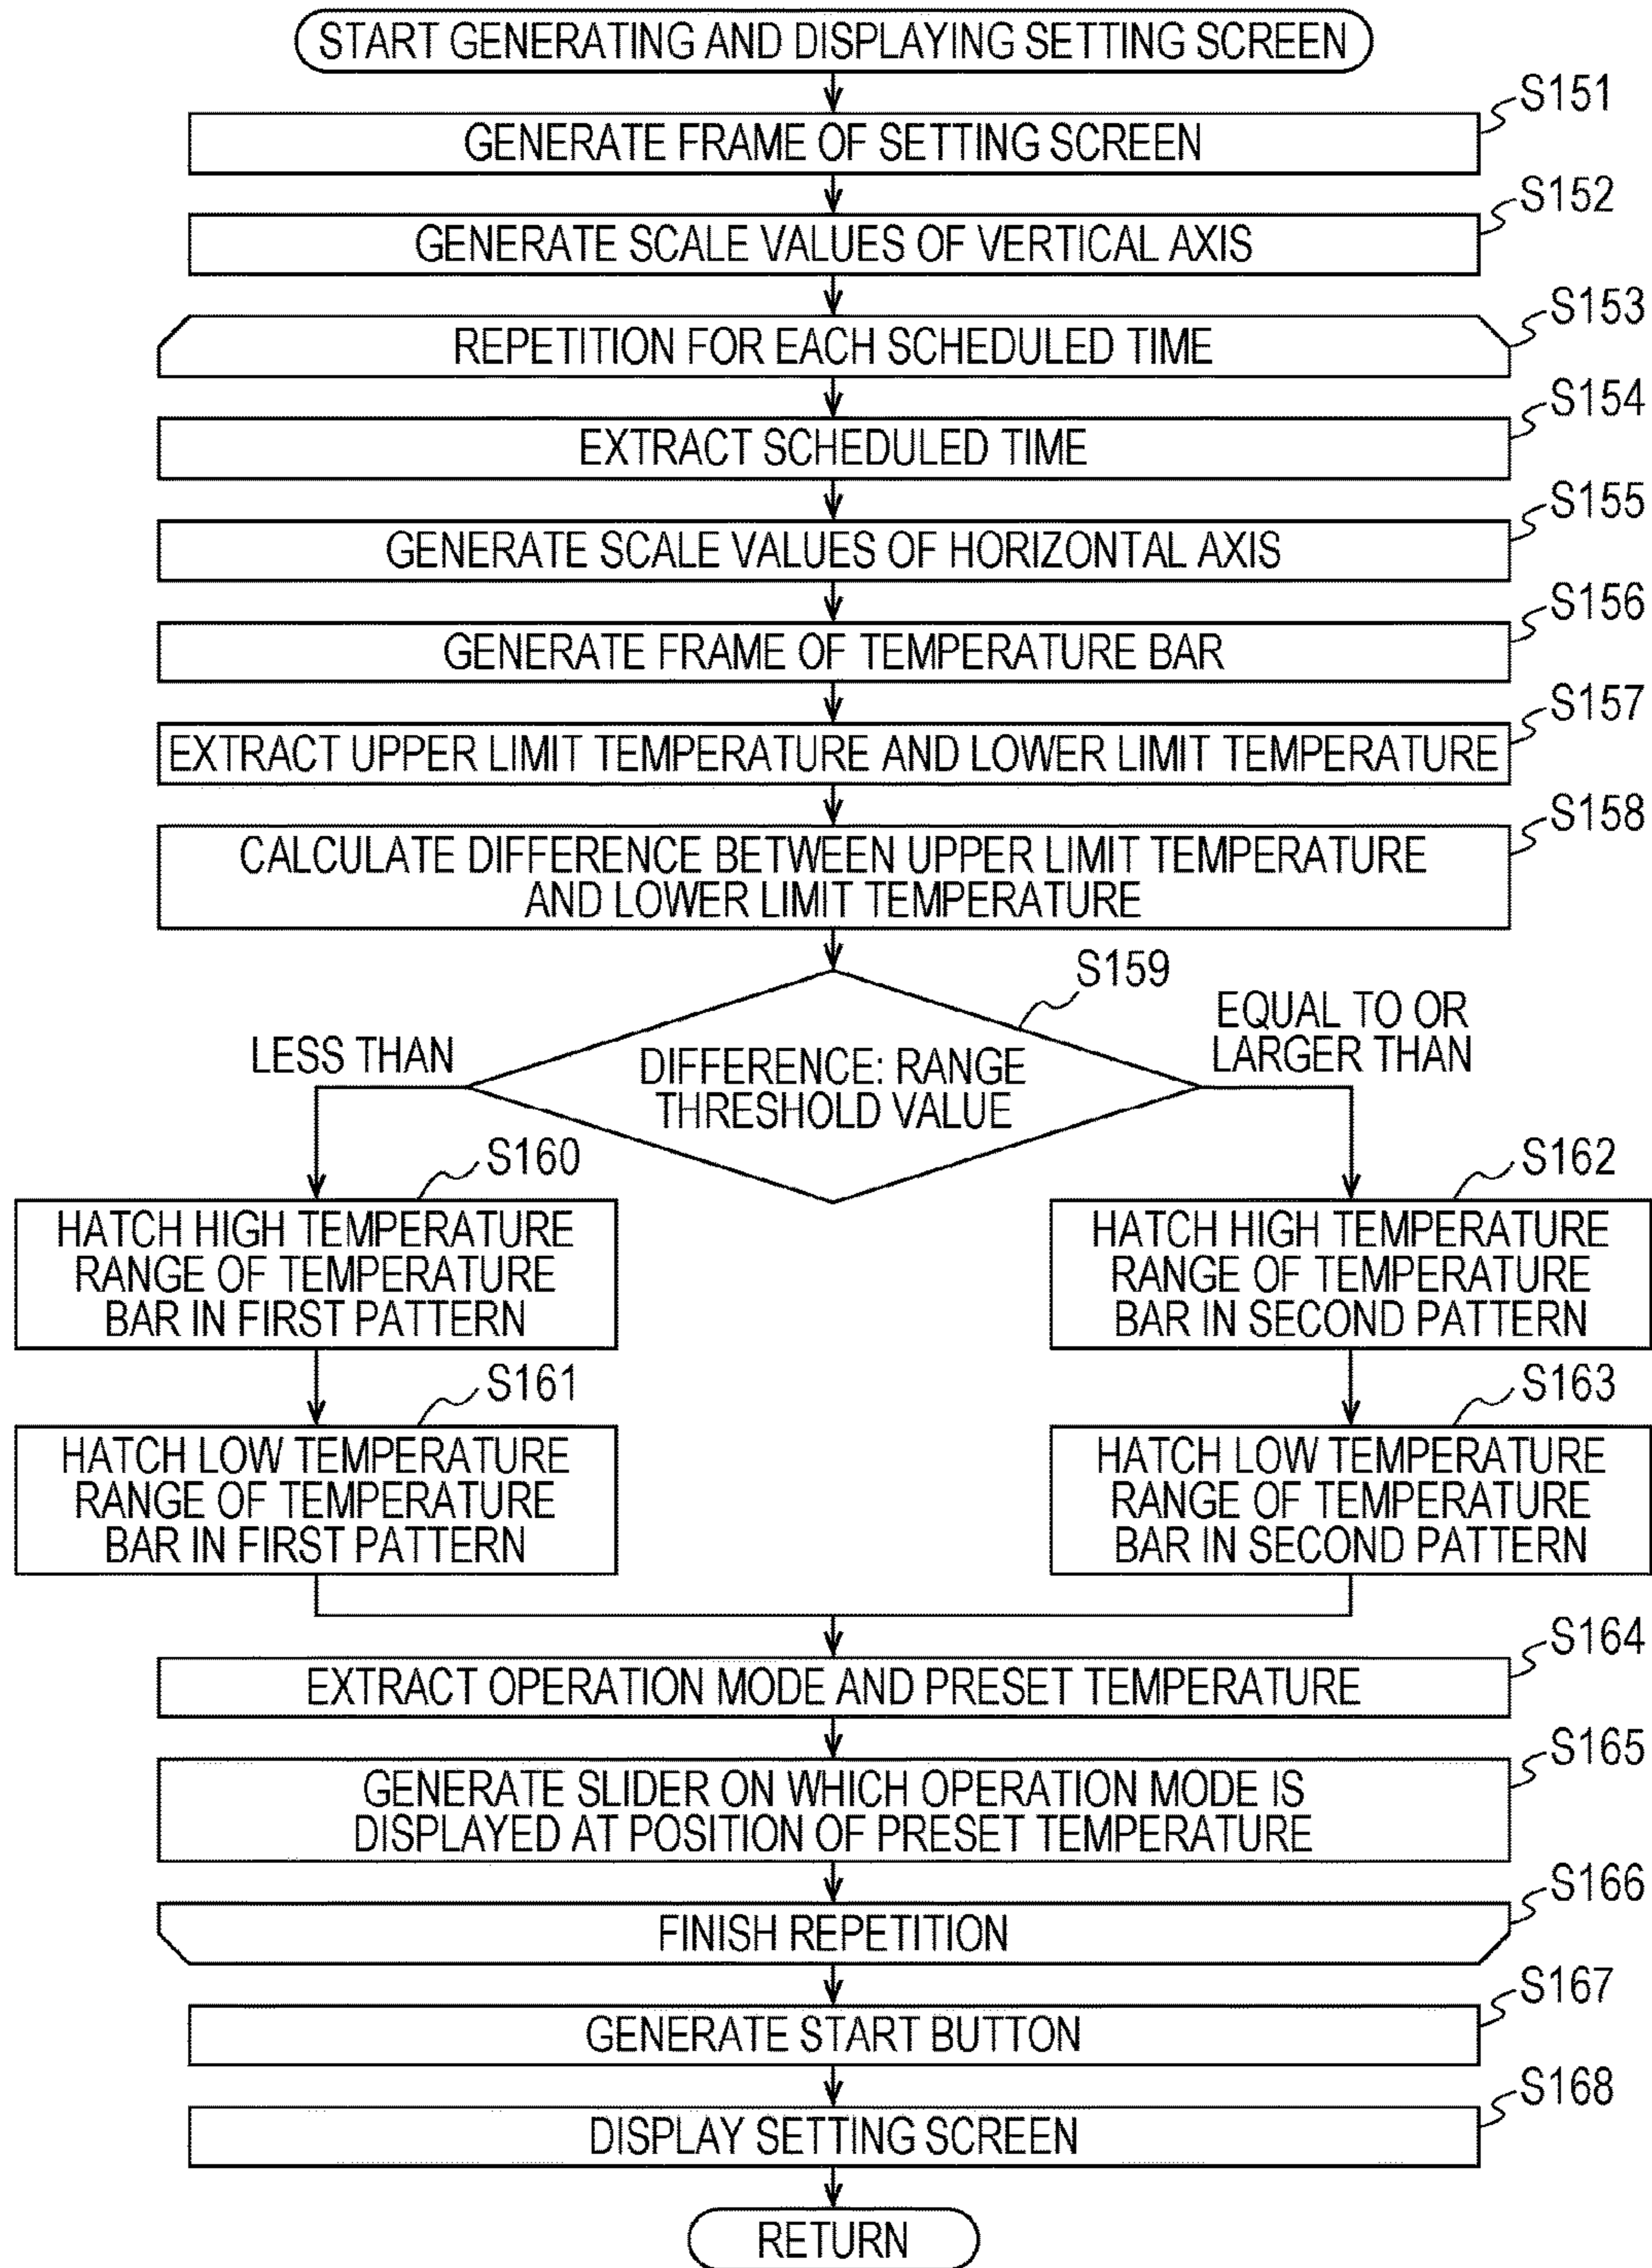 START GENERATING AND DISPLAYING SETTING SCREEN
S151
GENERATE FRAME OF SETTING SCREEN
S152
GENERATE SCALE VALUES OF VERTICAL AXIS
S153
REPETITION FOR EACH SCHEDULED TIME
S154
EXTRACT SCHEDULED TIME
S155
GENERATE SCALE VALUES OF HORIZONTAL AXIS
S156
GENERATE FRAME OF TEMPERATURE BAR
S157
EXTRACT UPPER LIMIT TEMPERATURE AND LOWER LIMIT TEMPERATURE
S158
CALCULATE DIFFERENCE BETWEEN UPPER LIMIT TEMPERATURE
AND LOWER LIMIT TEMPERATURE
S159
DIFFERENCE: RANGE
THRESHOLD VALUE
LESS THAN
EQUAL TO OR
LARGER THAN
S160
HATCH HIGH TEMPERATURE
RANGE OF TEMPERATURE
BAR IN FIRST PATTERN
S161
HATCH LOW TEMPERATURE
RANGE OF TEMPERATURE
BAR IN FIRST PATTERN
S162
HATCH HIGH TEMPERATURE
RANGE OF TEMPERATURE
BAR IN SECOND PATTERN
S163
HATCH LOW TEMPERATURE
RANGE OF TEMPERATURE
BAR IN SECOND PATTERN
S164
EXTRACT OPERATION MODE AND PRESET TEMPERATURE
S165
GENERATE SLIDER ON WHICH OPERATION MODE IS
DISPLAYED AT POSITION OF PRESET TEMPERATURE
S166
FINISH REPETITION
S167
GENERATE START BUTTON
S168
DISPLAY SETTING SCREEN
RETURN